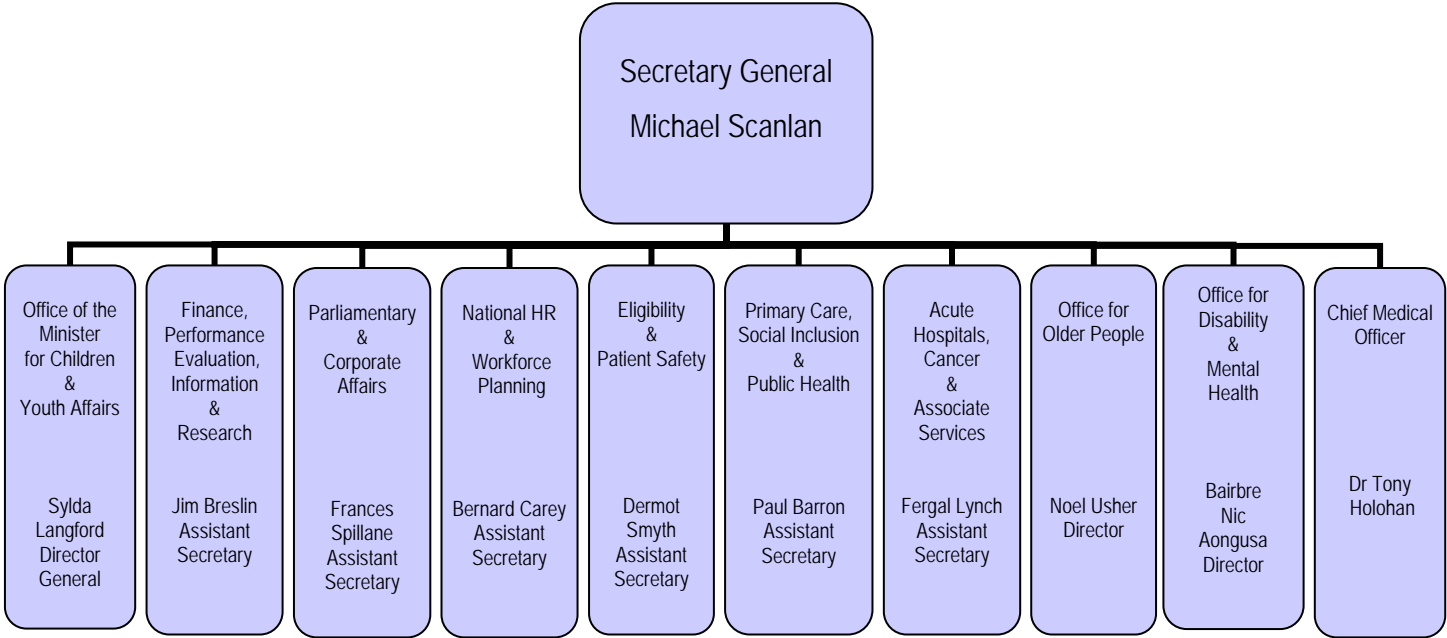 Secretary General
Michael Scanlan
Office of the
Minister
for Children
&
Youth Affairs
Sylda
Langford
Director
General
Finance,
Performance
Evaluation,
Information
&
Research
Jim Breslin
Assistant
Secretary
Parliamentary
&
Corporate
Affairs
Frances
Spillane
Assistant
Secretary
National HR
&
Workforce
Planning
Bernard Carey
Assistant
Secretary
Eligibility
&
Patient Safety
Dermot
Smyth
Assistant
Secretary
Primary Care,
Social Inclusion
&
Public Health
Paul Barron
Assistant
Secretary
Acute
Hospitals,
Cancer
&
Associate
Services
Fergal Lynch
Assistant
Secretary
Office for
Older People
Noel Usher
Director
Office for
Disability
&
Mental
Health
Bairbre
Nic
Aongusa
Director
Chief Medical
Officer
Dr Tony
Holohan